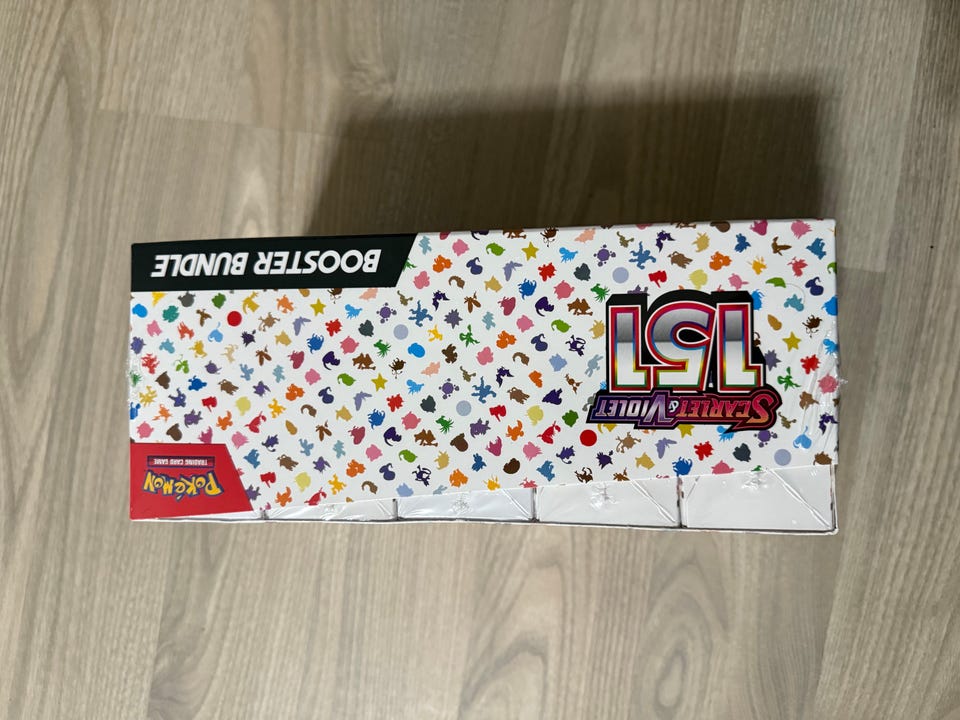 POKéMON
TRADING CARD GAME
SCARLET & VIOLET
151
BOOSTER BUNDLE